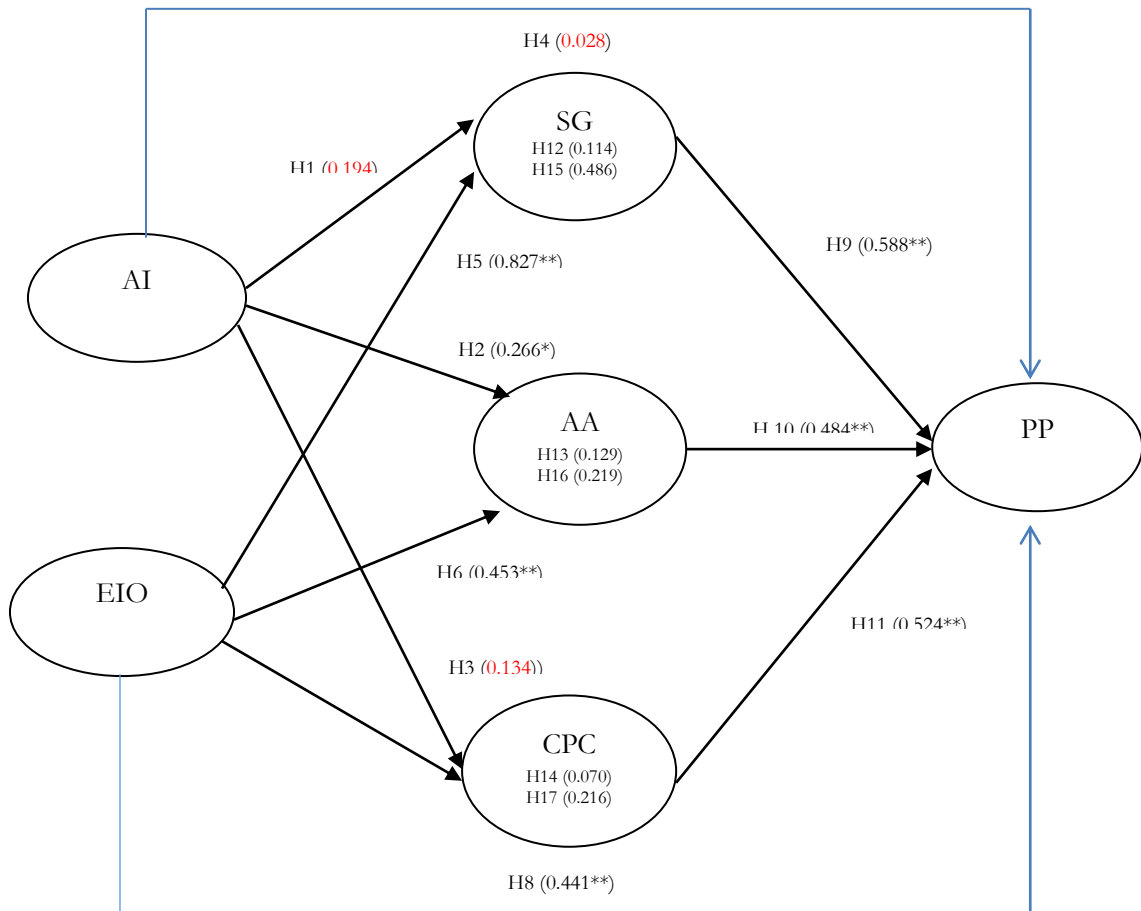 H4 (0.028)
SG
H12 (0.114)
H15 (0.486)
H1 (0.194)
H9 (0.588**)
H5 (0.827**)
AI
H2 (0.266*)
AA
H13 (0.129)
H16 (0.219)
H 10 (0.484**)
PP
H6 (0.453**)
EIO
H11 (0.524**)
H3 (0.134))
CPC
H14 (0.070)
H17 (0.216)
H8 (0.441**)